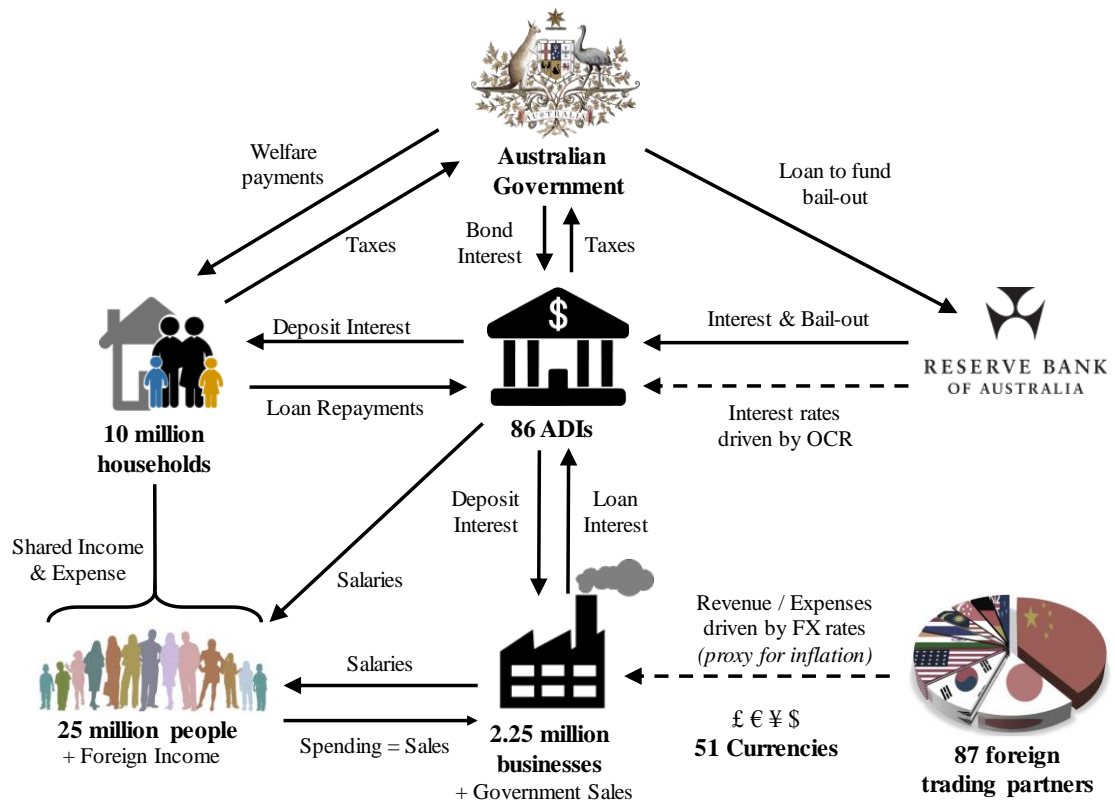 AUSTRALIA
Australian
Government
Welfare
payments
Taxes
Bond
Interest
Taxes
Loan to fund
bail-out
$
Deposit Interest
Interest & Bail-out
RESERVE BANK
OF AUSTRALIA
Loan Repayments
Interest rates
driven by OCR
10 million
households
86 ADIs
Deposit
Interest
Loan
Interest
Shared Income
& Expense
Salaries
Revenue / Expenses
driven by FX rates
(proxy for inflation)
Salaries
25 million people
+ Foreign Income
Spending = Sales
2.25 million
businesses
+ Government Sales
£ € ¥ $
51 Currencies
87 foreign
trading partners